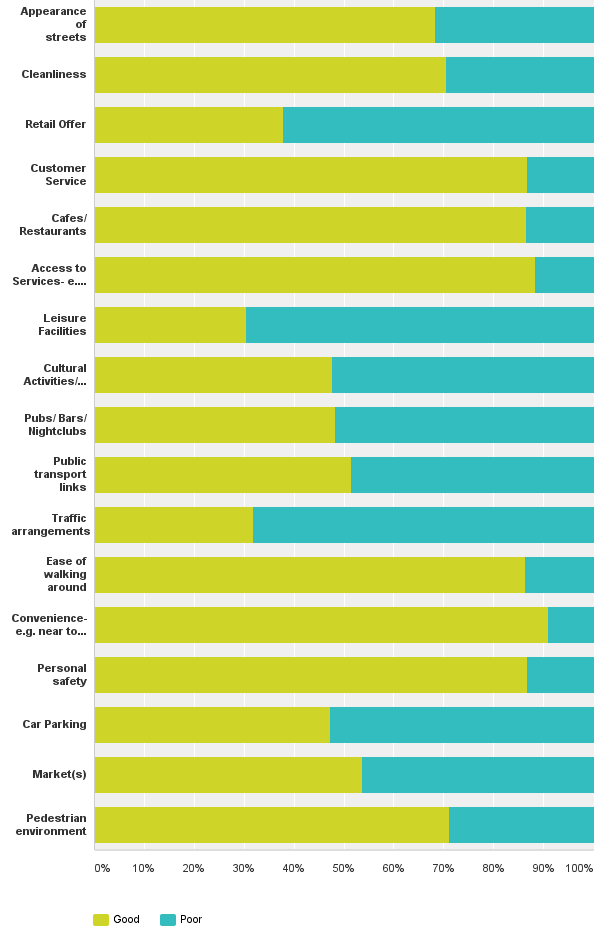 Appearance
of
streets
Cleanliness
Retail Offer
Customer
Service
Cafes/
Restaurants
Access to
Services- e....
Leisure
Facilities
Cultural
Activities/...
Pubs/ Bars/
Nightclubs
Public
transport
links
Traffic
arrangements
Ease of
walking
around
Convenience-
e.g. near to...
Personal
safety
Car Parking
Market(s)
Pedestrian
environment
0% 10% 20% 30% 40% 50% 60% 70% 80% 90% 100%
Good Poor